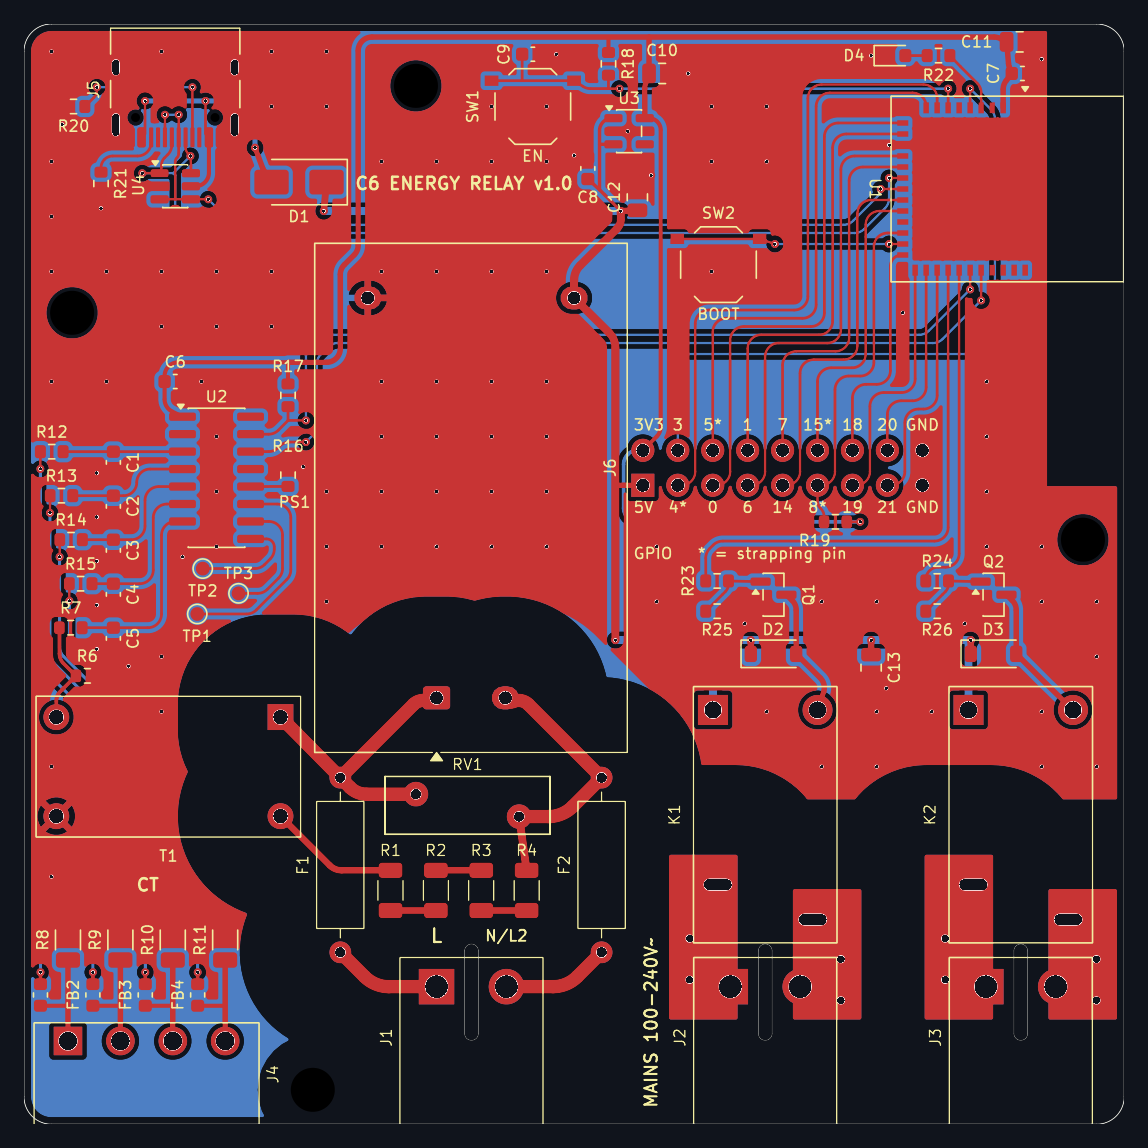 C9
R18
C10
D4
C11
R22
C7
J5
SW1
U3
R20
EN
R21
U4
C8
C12
C6 ENERGY RELAY v1.0
U1
D1
SW2
BOOT
C6
R17
U2
3V3 3 5* 1 7 15* 18 20 GND
R12
C1
R16
J6
R13
C2
PS1
5V 4* 0 6 14 8* 19 21 GND
R14
C3
R19
GPIO * = strapping pin
R15
C4
TP3
TP2
R23
Q1
R24
Q2
R7
C5
TP1
R25
D2
R26
D3
R6
C13
RV1
K1
K2
T1
F1
R1 R2 R3 R4
F2
CT
R8
R9
R10
R11
L
N/L2
FB2
FB3
FB4
J1
MAINS 100-240V~
J2
J3
J4